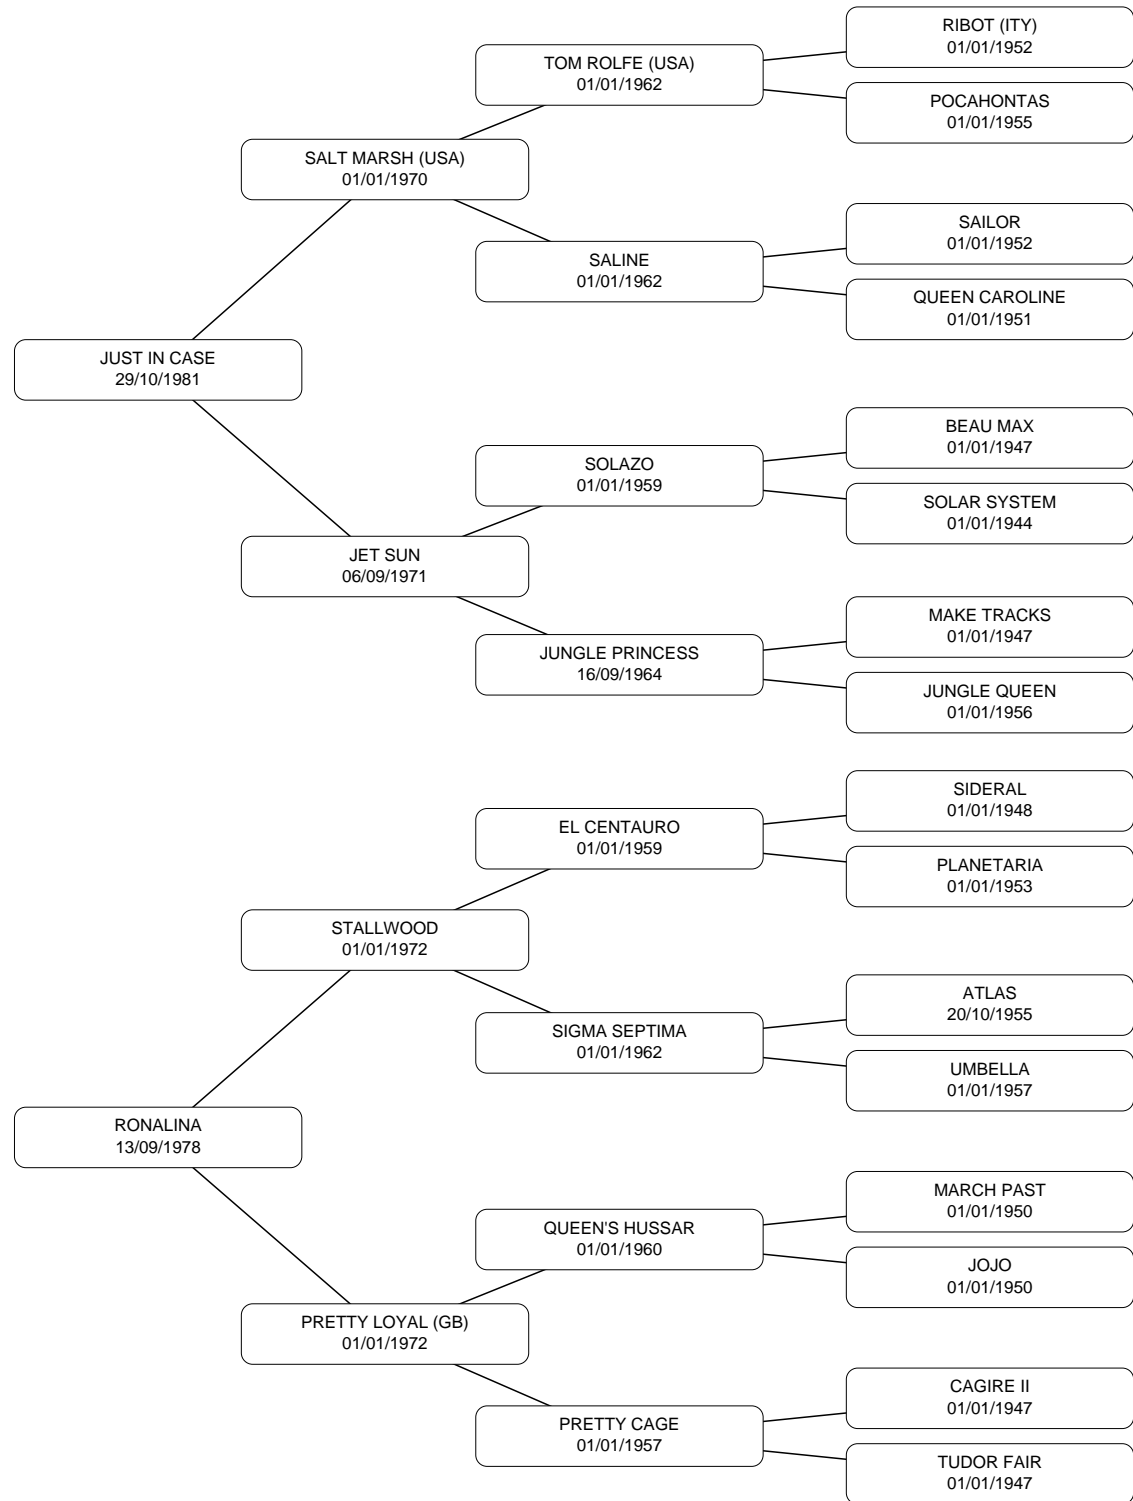 RIBOT (ITY)
01/01/1952
TOM ROLFE (USA)
01/01/1962
POCAHONTAS
01/01/1955
SALT MARSH (USA)
01/01/1970
SAILOR
01/01/1952
SALINE
01/01/1962
QUEEN CAROLINE
01/01/1951
JUST IN CASE
29/10/1981
BEAU MAX
01/01/1947
SOLAZO
01/01/1959
SOLAR SYSTEM
01/01/1944
JET SUN
06/09/1971
MAKE TRACKS
01/01/1947
JUNGLE PRINCESS
16/09/1964
JUNGLE QUEEN
01/01/1956
SIDERAL
01/01/1948
EL CENTAURO
01/01/1959
PLANETARIA
01/01/1953
STALLWOOD
01/01/1972
ATLAS
20/10/1955
SIGMA SEPTIMA
01/01/1962
UMBELLA
01/01/1957
RONALINA
13/09/1978
MARCH PAST
01/01/1950
QUEEN'S HUSSAR
01/01/1960
JOJO
01/01/1950
PRETTY LOYAL (GB)
01/01/1972
CAGIRE II
01/01/1947
PRETTY CAGE
01/01/1957
TUDOR FAIR
01/01/1947